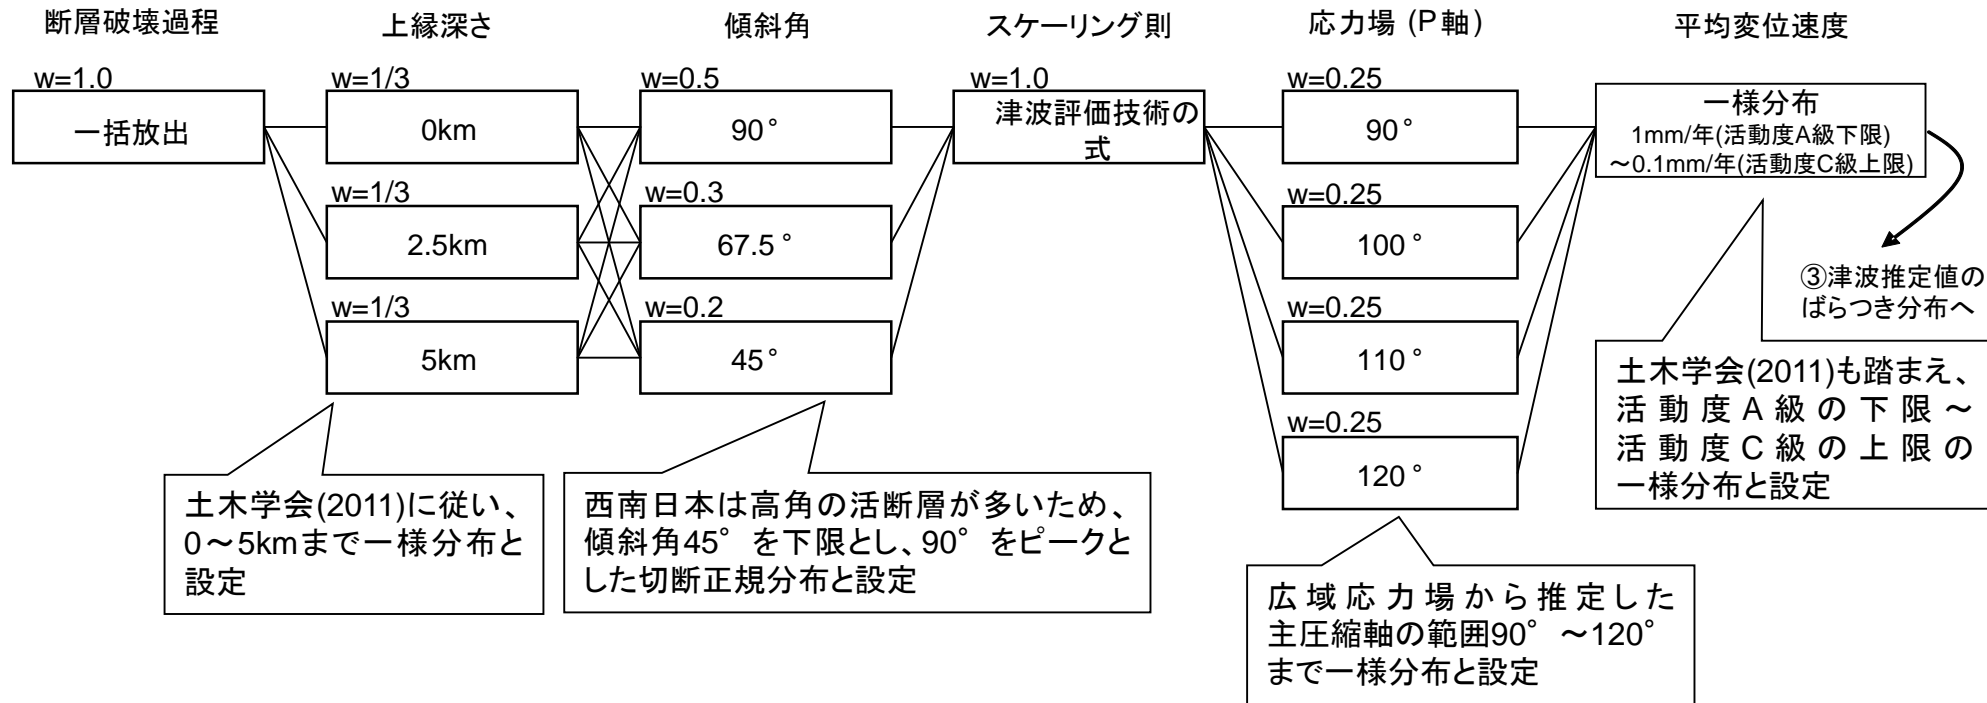 断層破壊過程
上縁深さ
傾斜角
スケーリング則
応力場 (P軸)
平均変位速度
w=1.0
一括放出
w=1/3
0km
w=1/3
2.5km
w=1/3
5km
w=0.5
90°
w=0.3
67.5°
w=0.2
45°
w=1.0
津波評価技術の
式
w=0.25
90°
w=0.25
100°
w=0.25
110°
w=0.25
120°
一様分布
1mm/年(活動度A級下限)
～0.1mm/年(活動度C級上限)
③津波推定値の
ばらつき分布へ
土木学会(2011)に従い、
0～5kmまで一様分布と
設定
西南日本は高角の活断層が多いため、
傾斜角45°を下限とし、90°をピークと
した切断正規分布と設定
広域応力場から推定した
主圧縮軸の範囲90°～120°
まで一様分布と設定
土木学会(2011)も踏まえ、
活動度A級の下限～
活動度C級の上限の
一様分布と設定